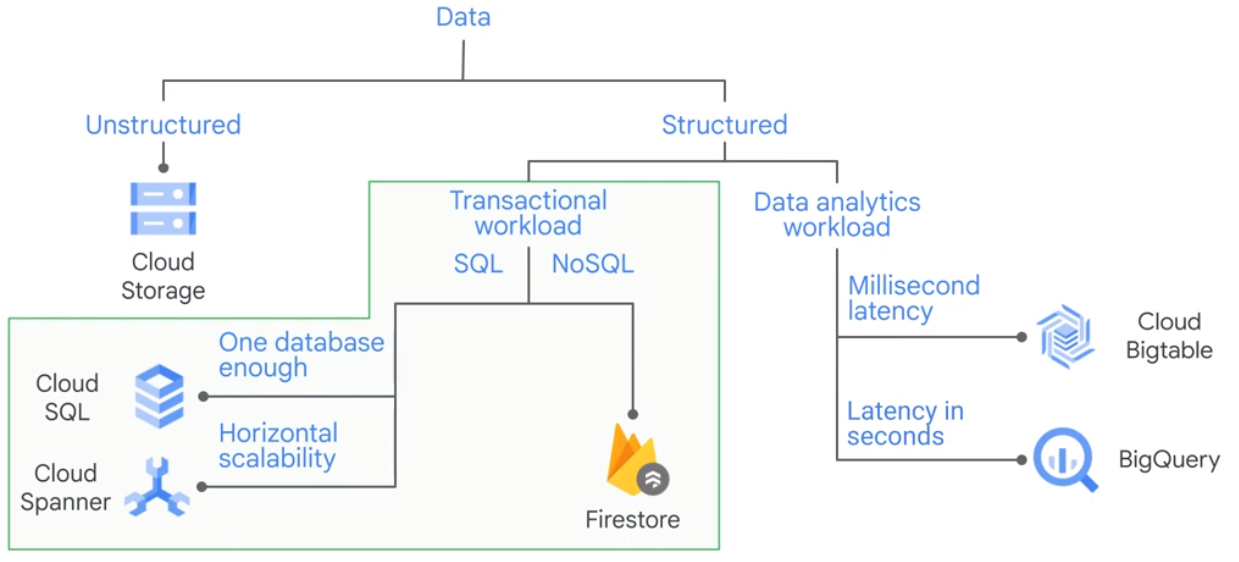 Data
Unstructured
Structured
Cloud
Storage
Transactional
workload
SQL
NoSQL
Data analytics
workload
One database
enough
Cloud
SQL
Horizontal
scalability
Cloud
Spanner
Firestore
Millisecond
latency
Cloud
Bigtable
Latency in
seconds
BigQuery